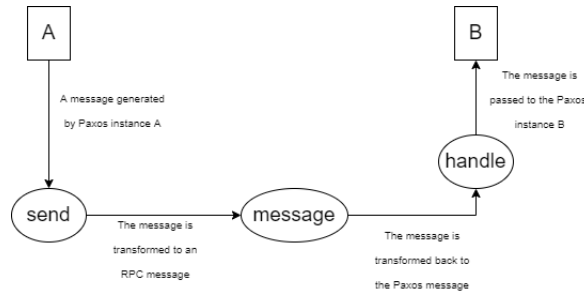 A
B
A message generated
by Paxos instance A
The message is
passed to the Paxos
instance B
handle
send
message
The message is
transformed to an
RPC message
The message is
transformed back to
the Paxos message